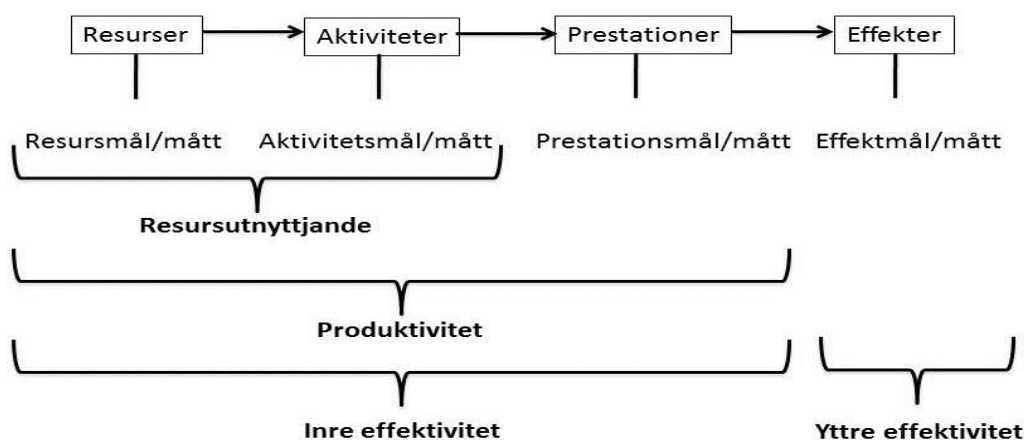 Resurser Aktiviteter Prestationer Effekter
Resursmål/mått Aktivitetsmål/mått Prestationsmål/mått Effektmål/mått
Resursutnyttjande
Produktivitet
Inre effektivitet Yttre effektivitet